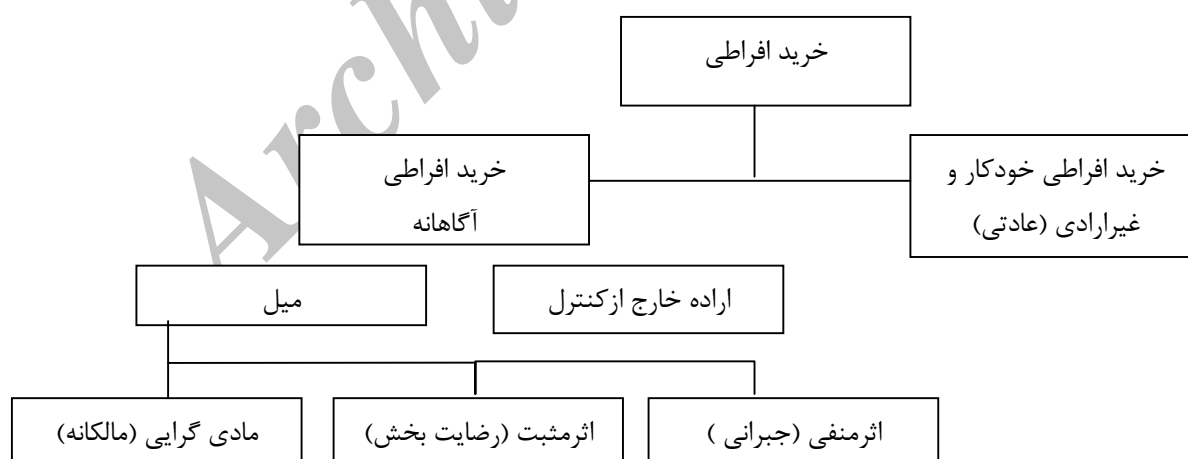 خرید افراطی
خرید افراطی خودکار و
غیرارادی (عادتی)
خرید افراطی
آگاهانه
اراده خارج ازکنترل
میل
اثرمنفی (جبرانی )
اثرمثبت (رضایت بخش)
مادی گرایی (مالکانه)
Arch